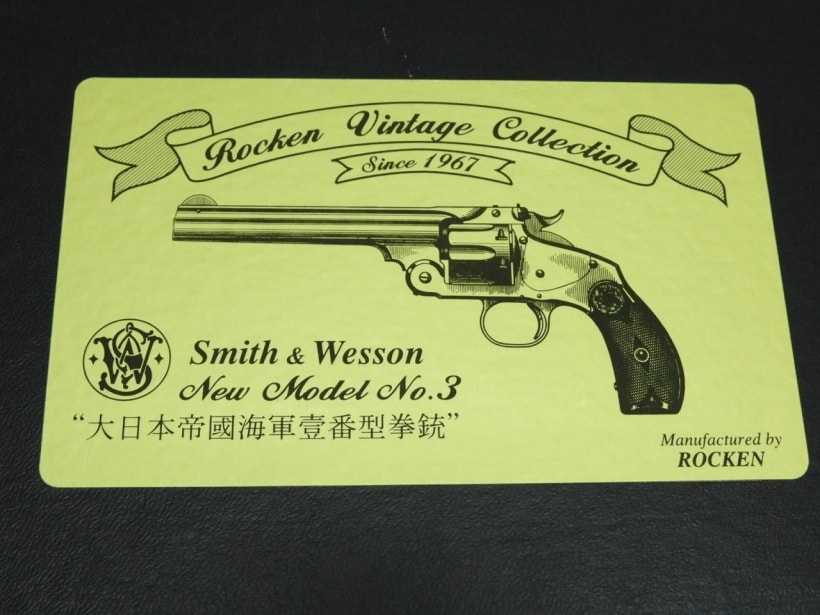 Rocken Vintage Collection
Since 1967
SW
Smith & Wesson
New Model No.3
“大日本帝國海軍壹番型拳銃”
Manufactured by
ROCKEN